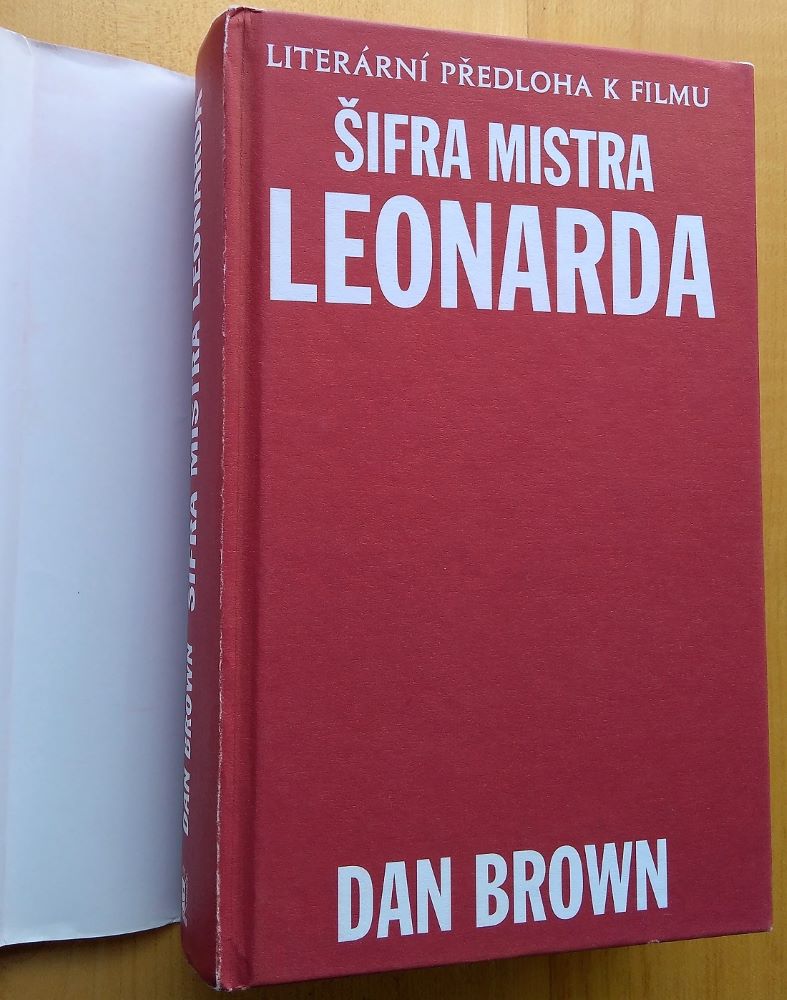 LITERÁRNÍ PŘEDLOHA K FILMU
ŠIFRA MISTRA
LEONARDA
DAN BROWN
DAN BROWN ŠIFRA MISTRA LEONARDA